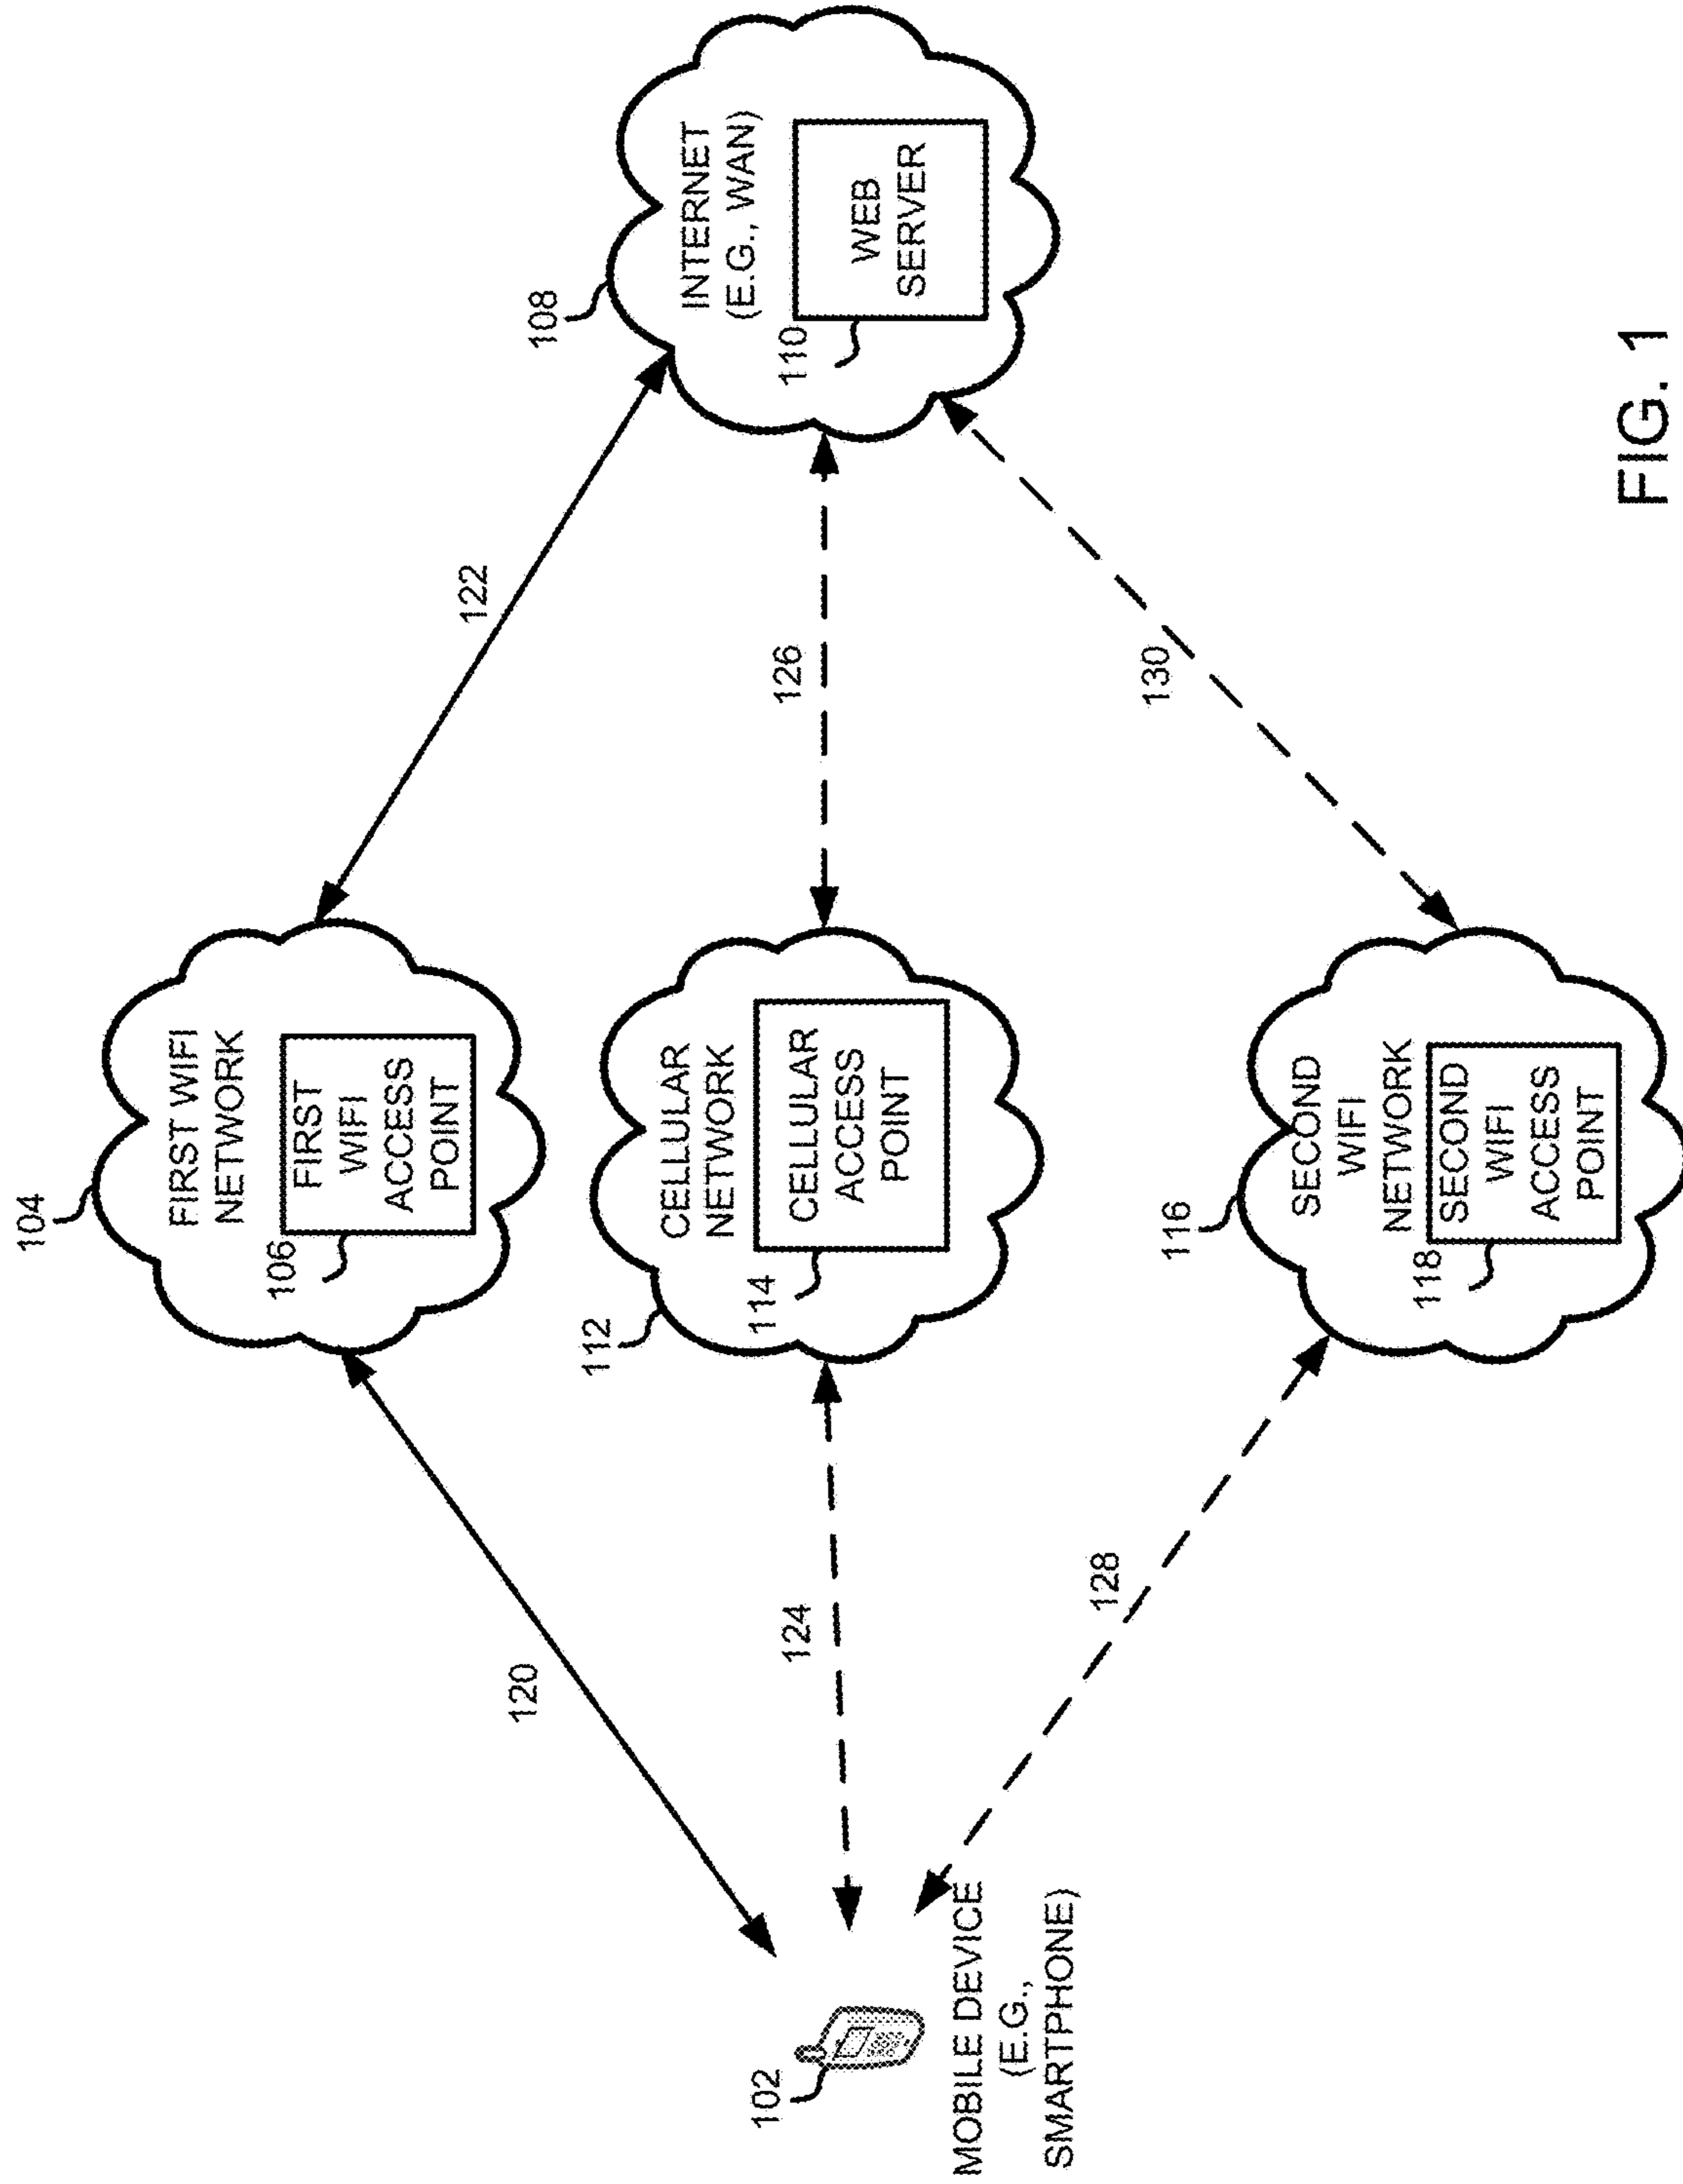 104
FIRST WIFI
NETWORK
106
FIRST
WIFI
ACCESS
POINT
120
122
108
INTERNET
(E.G., WAN)
110
WEB
SERVER
102
MOBILE DEVICE
(E.G.,
SMARTPHONE)
124
112
CELLULAR
NETWORK
114
CELLULAR
ACCESS
POINT
126
128
116
SECOND
WIFI
NETWORK
118
SECOND
WIFI
ACCESS
POINT
130
FIG. 1